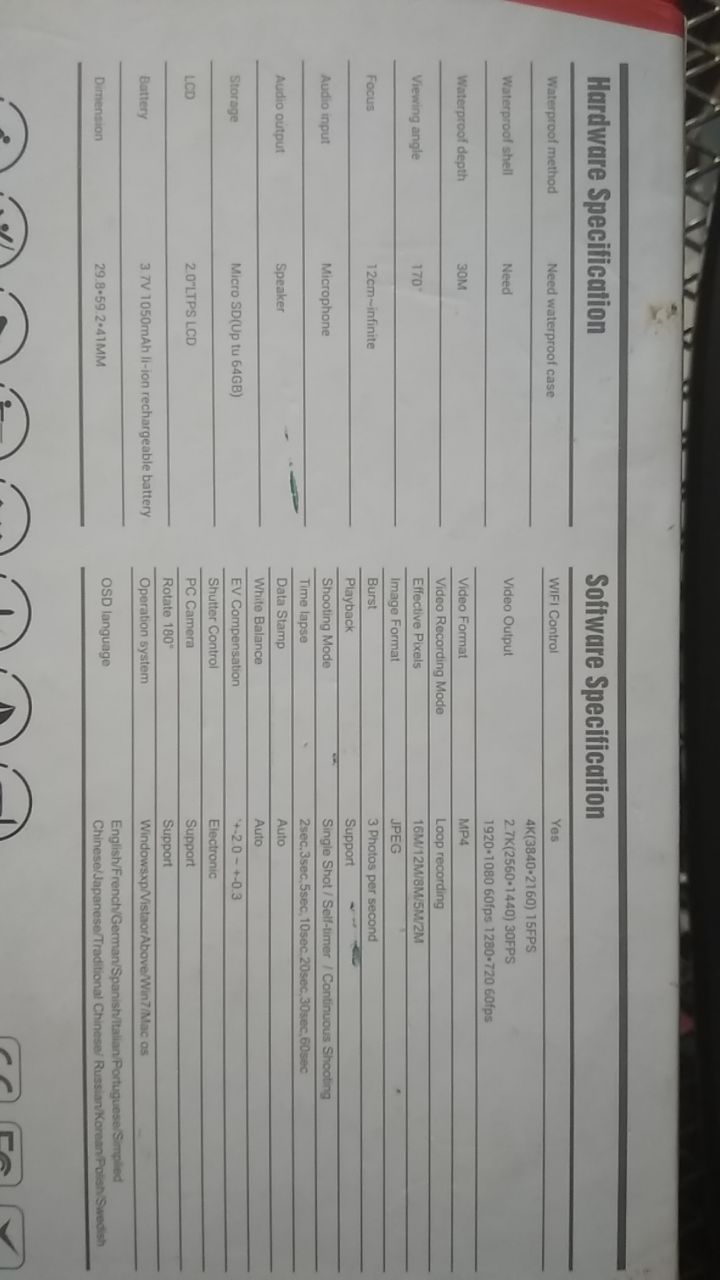 Hardware Specification
Waterproof method Need waterproof case
Waterproof shell Need
Waterproof depth 30M
Viewing angle 170°
Focus 12cm~infinite
Audio input Microphone
Audio output Speaker
Storage Micro SD(Up tu 64GB)
LCD 2.0"LTPS LCD
Battery 3 7V 1050mAh li-ion rechargeable battery
Dimension 29.8*59.2*41MM
Software Specification
WIFI Control Yes
Video Output 4K(3840*2160) 15FPS
2.7K(2560*1440) 30FPS
1920*1080 60fps 1280*720 60fps
Video Format MP4
Video Recording Mode Loop recording
Effective Pixels 16M/12M/8M/5M/2M
Image Format JPEG
Burst 3 Photos per second
Playback Support
Shooting Mode Single Shot / Self-timer / Continuous Shooting
Time lapse 2sec,3sec,5sec,10sec,20sec,30sec,60sec
Data Stamp Auto
White Balance Auto
EV Compensation '+-2.0 ~ +-0.3
Shutter Control Electronic
PC Camera Support
Rotate 180° Support
Operation system Windowsxp/VistaorAbove/Win7/Mac os
OSD language English/French/German/Spanish/Italian/Portuguese/Simplied
Chinese/Japanese/Traditional Chinese/ Russian/Korean/Polish/Swedish